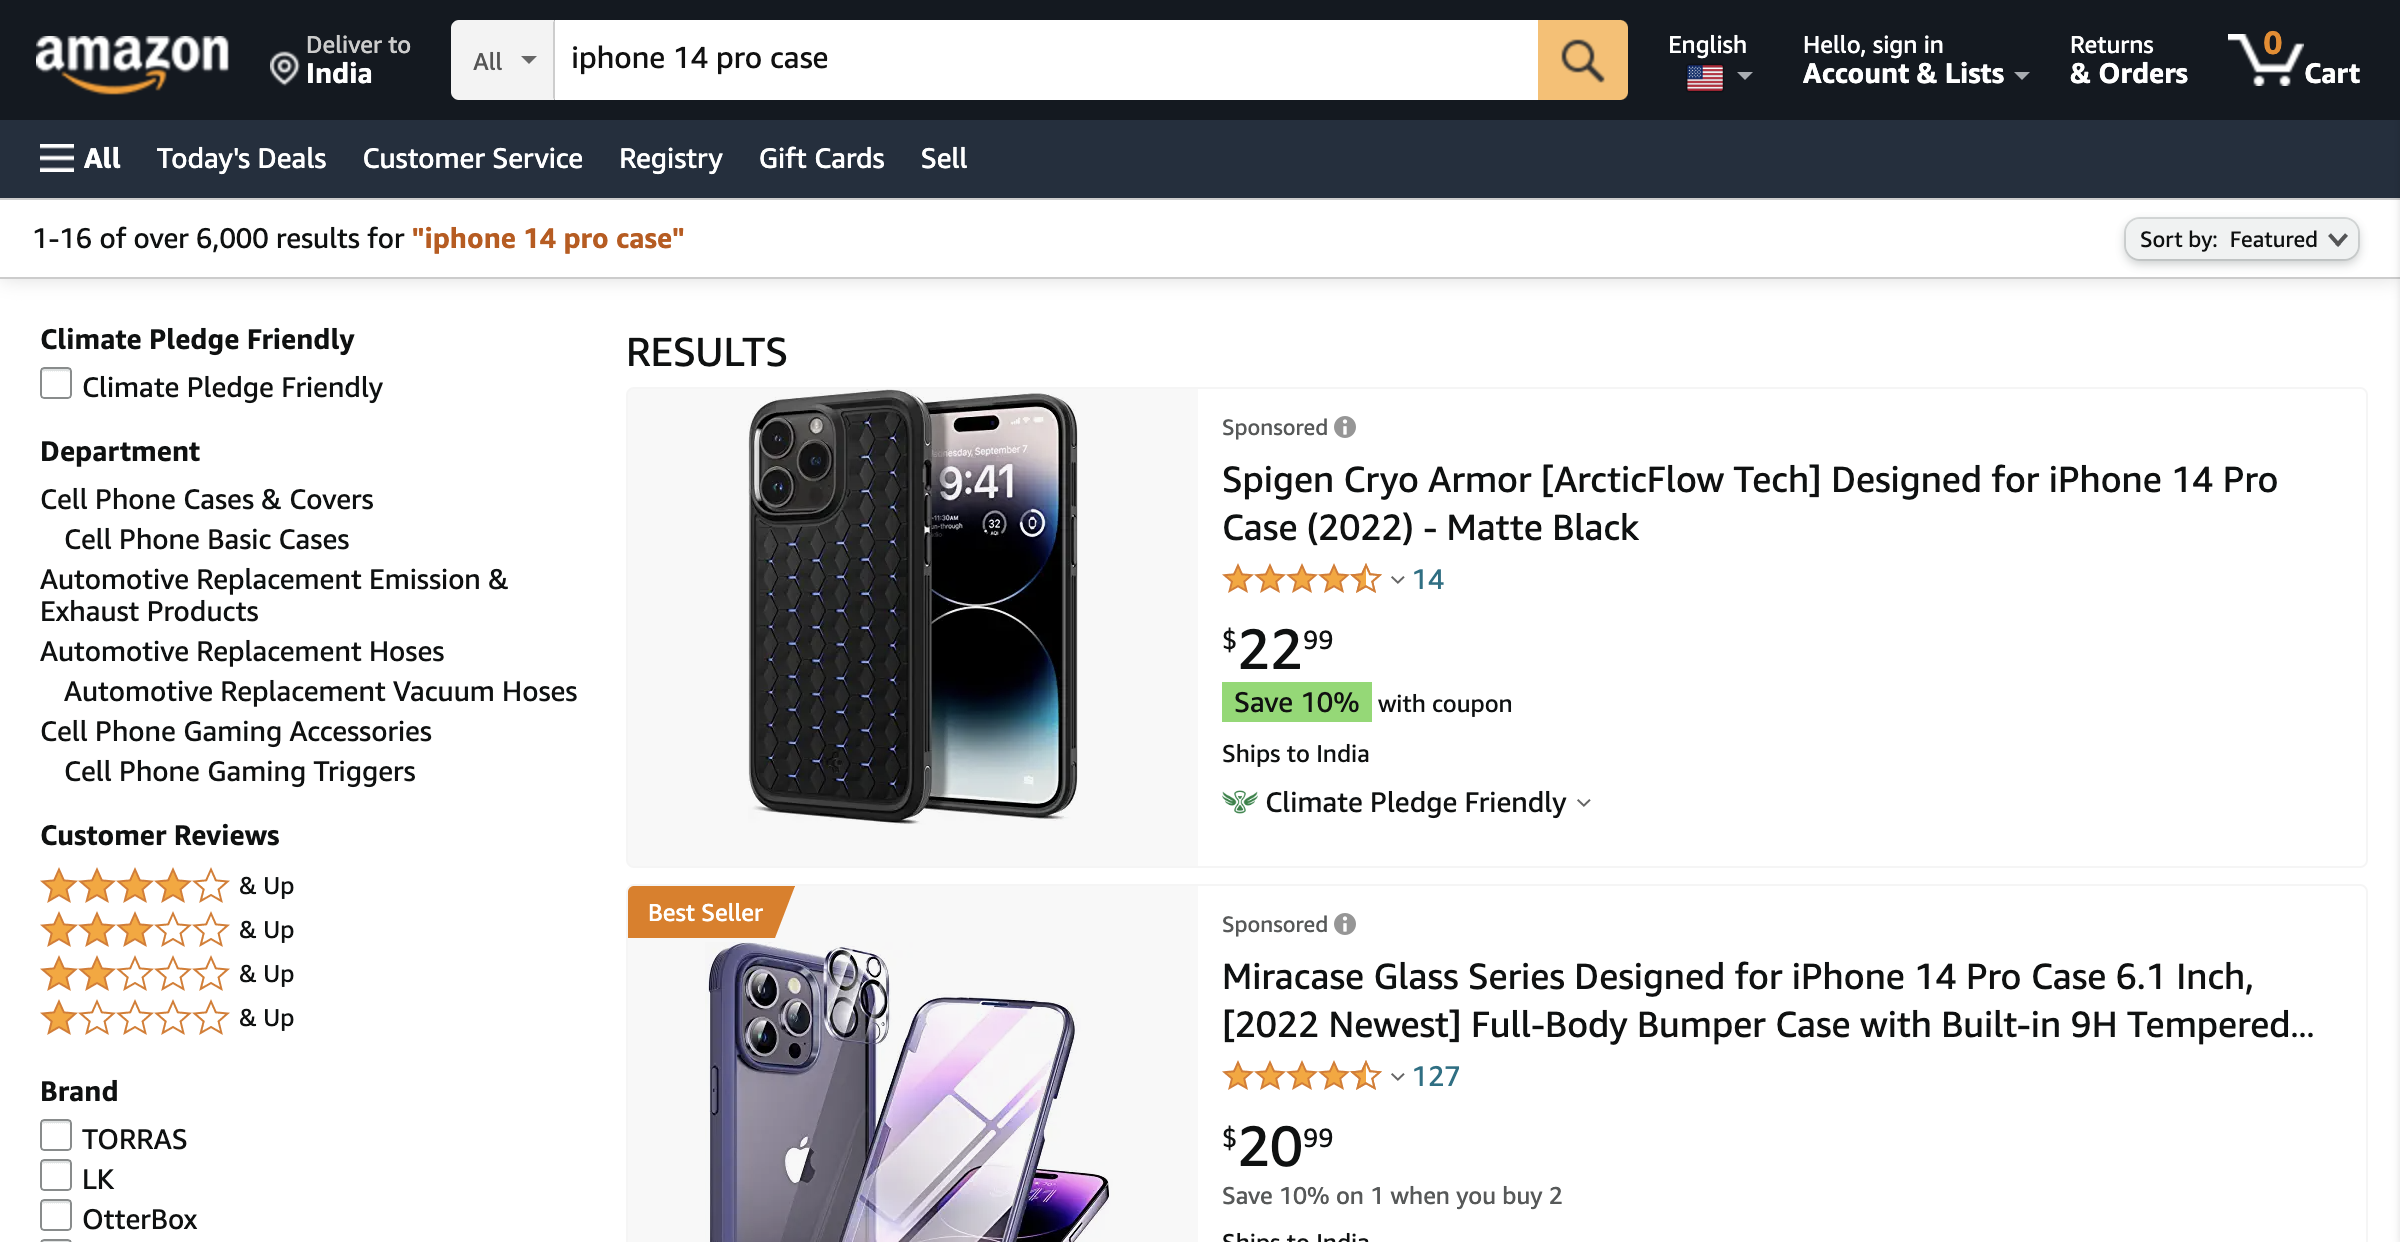 amazon
Deliver to
India
All
iphone 14 pro case
English
Hello, sign in
Account & Lists
Returns
& Orders
0
Cart
All
Today's Deals
Customer Service
Registry
Gift Cards
Sell
1-16 of over 6,000 results for "iphone 14 pro case"
Sort by: Featured
Climate Pledge Friendly
Climate Pledge Friendly
Department
Cell Phone Cases & Covers
Cell Phone Basic Cases
Automotive Replacement Emission &
Exhaust Products
Automotive Replacement Hoses
Automotive Replacement Vacuum Hoses
Cell Phone Gaming Accessories
Cell Phone Gaming Triggers
Customer Reviews
& Up
& Up
& Up
& Up
Brand
TORRAS
LK
OtterBox
RESULTS
September 7
9:41
32
Sponsored
Spigen Cryo Armor [ArcticFlow Tech] Designed for iPhone 14 Pro
Case (2022) - Matte Black
14
$22 99
Save 10% with coupon
Ships to India
Climate Pledge Friendly
Best Seller
Sponsored
Miracase Glass Series Designed for iPhone 14 Pro Case 6.1 Inch,
[2022 Newest] Full-Body Bumper Case with Built-in 9H Tempered...
127
$20 99
Save 10% on 1 when you buy 2
Ships to India